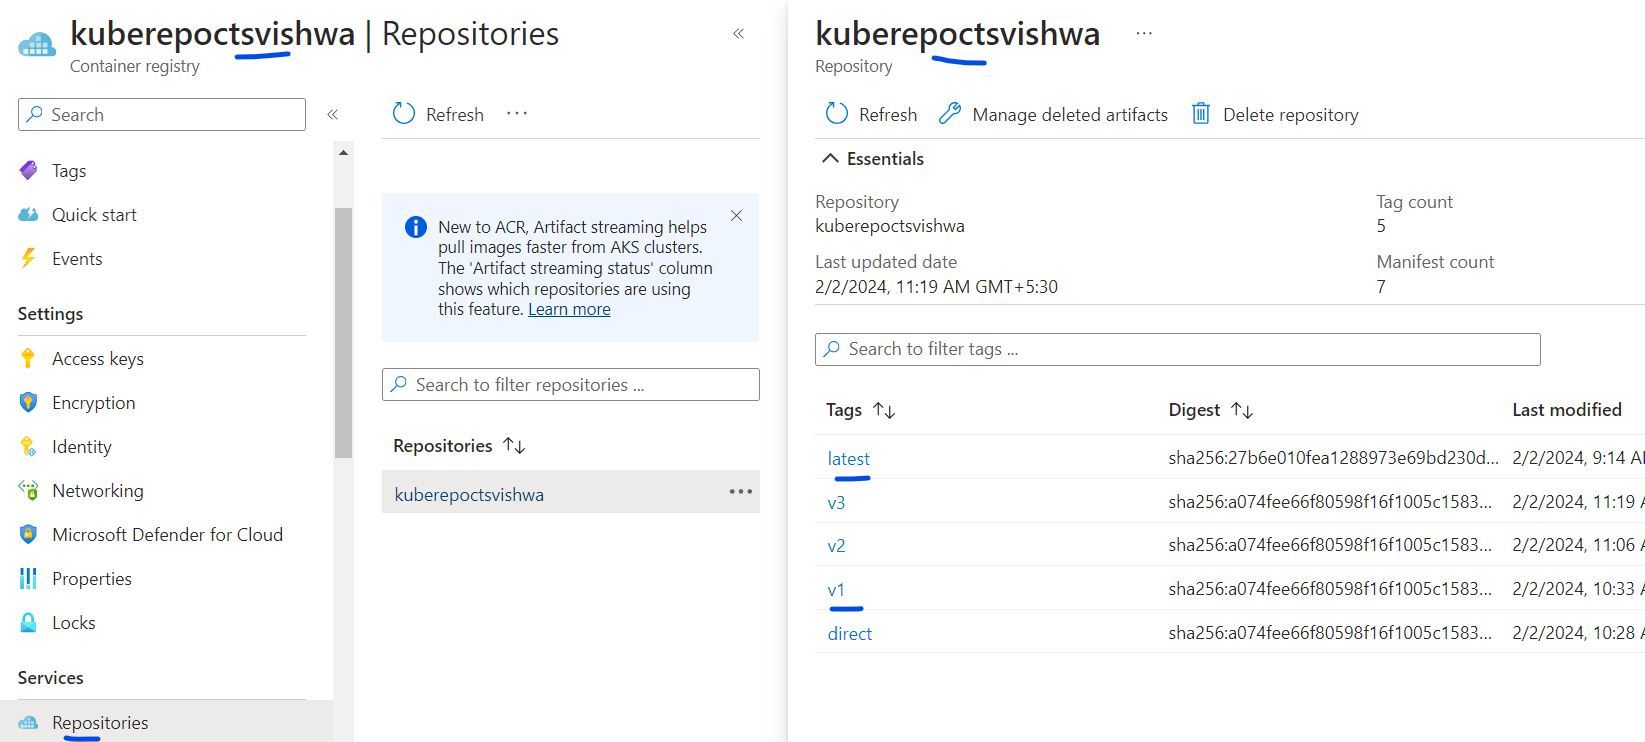 kuberepoctsvishwa | Repositories
Container registry
Search
Tags
Quick start
Events
Settings
Access keys
Encryption
Identity
Networking
Microsoft Defender for Cloud
Properties
Locks
Services
Repositories
Refresh
New to ACR, Artifact streaming helps
pull images faster from AKS clusters.
The 'Artifact streaming status' column
shows which repositories are using
this feature. Learn more
Search to filter repositories ...
Repositories
kuberepoctsvishwa
kuberepoctsvishwa
Repository
Refresh Manage deleted artifacts Delete repository
Essentials
Repository Tag count
kuberepoctsvishwa 5
Last updated date Manifest count
2/2/2024, 11:19 AM GMT+5:30 7
Search to filter tags ...
Tags Digest Last modified
latest sha256:27b6e010fea1288973e69bd230d... 2/2/2024, 9:14
v3 sha256:a074fee66f80598f16f1005c1583... 2/2/2024, 11:19
v2 sha256:a074fee66f80598f16f1005c1583... 2/2/2024, 11:06
v1 sha256:a074fee66f80598f16f1005c1583... 2/2/2024, 10:33
direct sha256:a074fee66f80598f16f1005c1583... 2/2/2024, 10:28